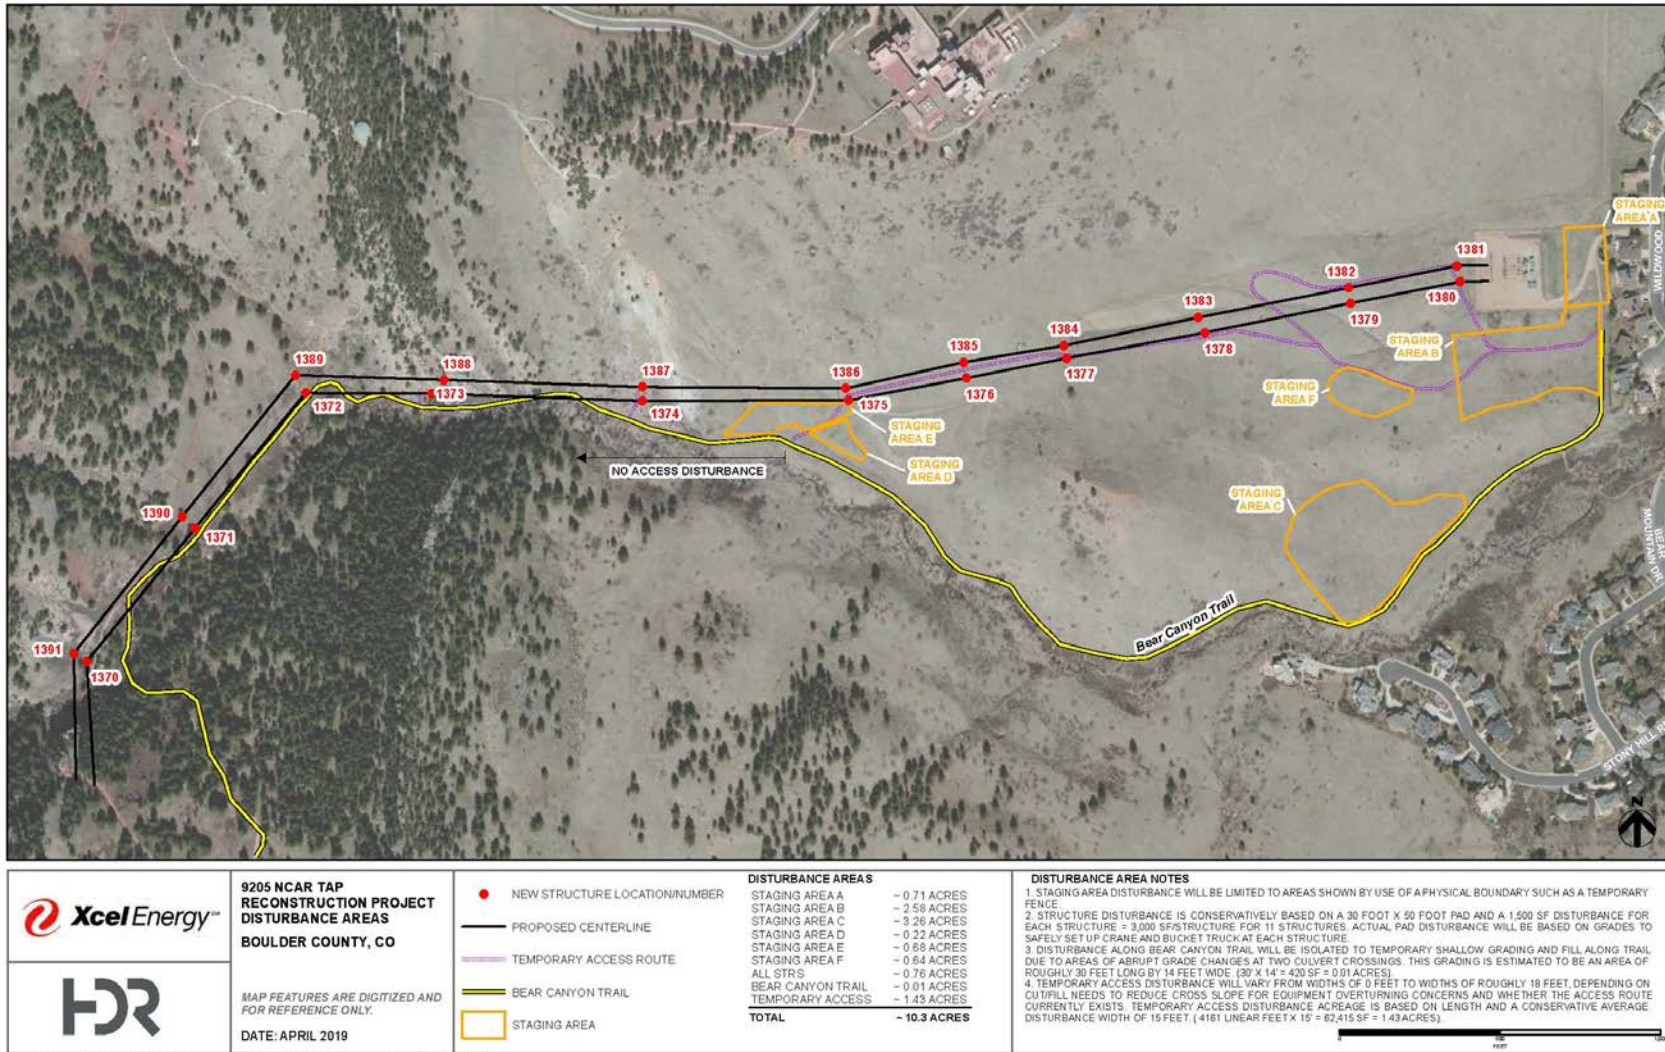 STAGING
AREA A
WILDWOOD
1381
1382
1380
1383
1379
1384
1378
STAGING
AREA B
1385
1377
1389
1388
1387
1386
1376
1372
1373
1374
1375
STAGING
AREA F
STAGING
AREA E
NO ACCESS DISTURBANCE
STAGING
AREA D
STAGING
AREA C
1390
1371
BEAR
MOUNTAIN DR
Bear Canyon Trail
1391
1370
STONY HILL
N
Xcel Energy SM
HDR
9205 NCAR TAP
RECONSTRUCTION PROJECT
DISTURBANCE AREAS
BOULDER COUNTY, CO
MAP FEATURES ARE DIGITIZED AND
FOR REFERENCE ONLY.
DATE: APRIL 2019
NEW STRUCTURE LOCATION/NUMBER
PROPOSED CENTERLINE
TEMPORARY ACCESS ROUTE
BEAR CANYON TRAIL
STAGING AREA
DISTURBANCE AREAS
STAGING AREA A ~ 0.71 ACRES
STAGING AREA B ~ 2.58 ACRES
STAGING AREA C ~ 3.26 ACRES
STAGING AREA D ~ 0.22 ACRES
STAGING AREA E ~ 0.68 ACRES
STAGING AREA F ~ 0.64 ACRES
ALL STRS ~ 0.76 ACRES
BEAR CANYON TRAIL ~ 0.01 ACRES
TEMPORARY ACCESS ~ 1.43 ACRES
TOTAL ~ 10.3 ACRES
DISTURBANCE AREA NOTES
1. STAGING AREA DISTURBANCE WILL BE LIMITED TO AREAS SHOWN BY USE OF A PHYSICAL BOUNDARY SUCH AS A TEMPORARY
FENCE.
2. STRUCTURE DISTURBANCE IS CONSERVATIVELY BASED ON A 30 FOOT X 50 FOOT PAD AND A 1,500 SF DISTURBANCE FOR
EACH STRUCTURE = 3,000 SF/STRUCTURE FOR 11 STRUCTURES. ACTUAL PAD DISTURBANCE WILL BE BASED ON GRADES TO
SAFELY SET UP CRANE AND BUCKET TRUCK AT EACH STRUCTURE.
3. DISTURBANCE ALONG BEAR CANYON TRAIL WILL BE ISOLATED TO TEMPORARY SHALLOW GRADING AND FILL ALONG TRAIL
DUE TO AREAS OF ABRUPT GRADE CHANGES AT TWO CULVERT CROSSINGS. THIS GRADING IS ESTIMATED TO BE AN AREA OF
ROUGHLY 30 FEET LONG BY 14 FEET WIDE. (30' X 14' = 420 SF = 0.01 ACRES).
4. TEMPORARY ACCESS DISTURBANCE WILL VARY FROM WIDTHS OF 0 FEET TO WIDTHS OF ROUGHLY 18 FEET, DEPENDING ON
CUT/FILL NEEDS TO REDUCE CROSS SLOPE FOR EQUIPMENT OVERTURNING CONCERNS AND WHETHER THE ACCESS ROUTE
CURRENTLY EXISTS. TEMPORARY ACCESS DISTURBANCE ACREAGE IS BASED ON LENGTH AND A CONSERVATIVE AVERAGE
DISTURBANCE WIDTH OF 15 FEET. ( 4161 LINEAR FEET X 15' = 62,415 SF = 1.43 ACRES).
0
FEET